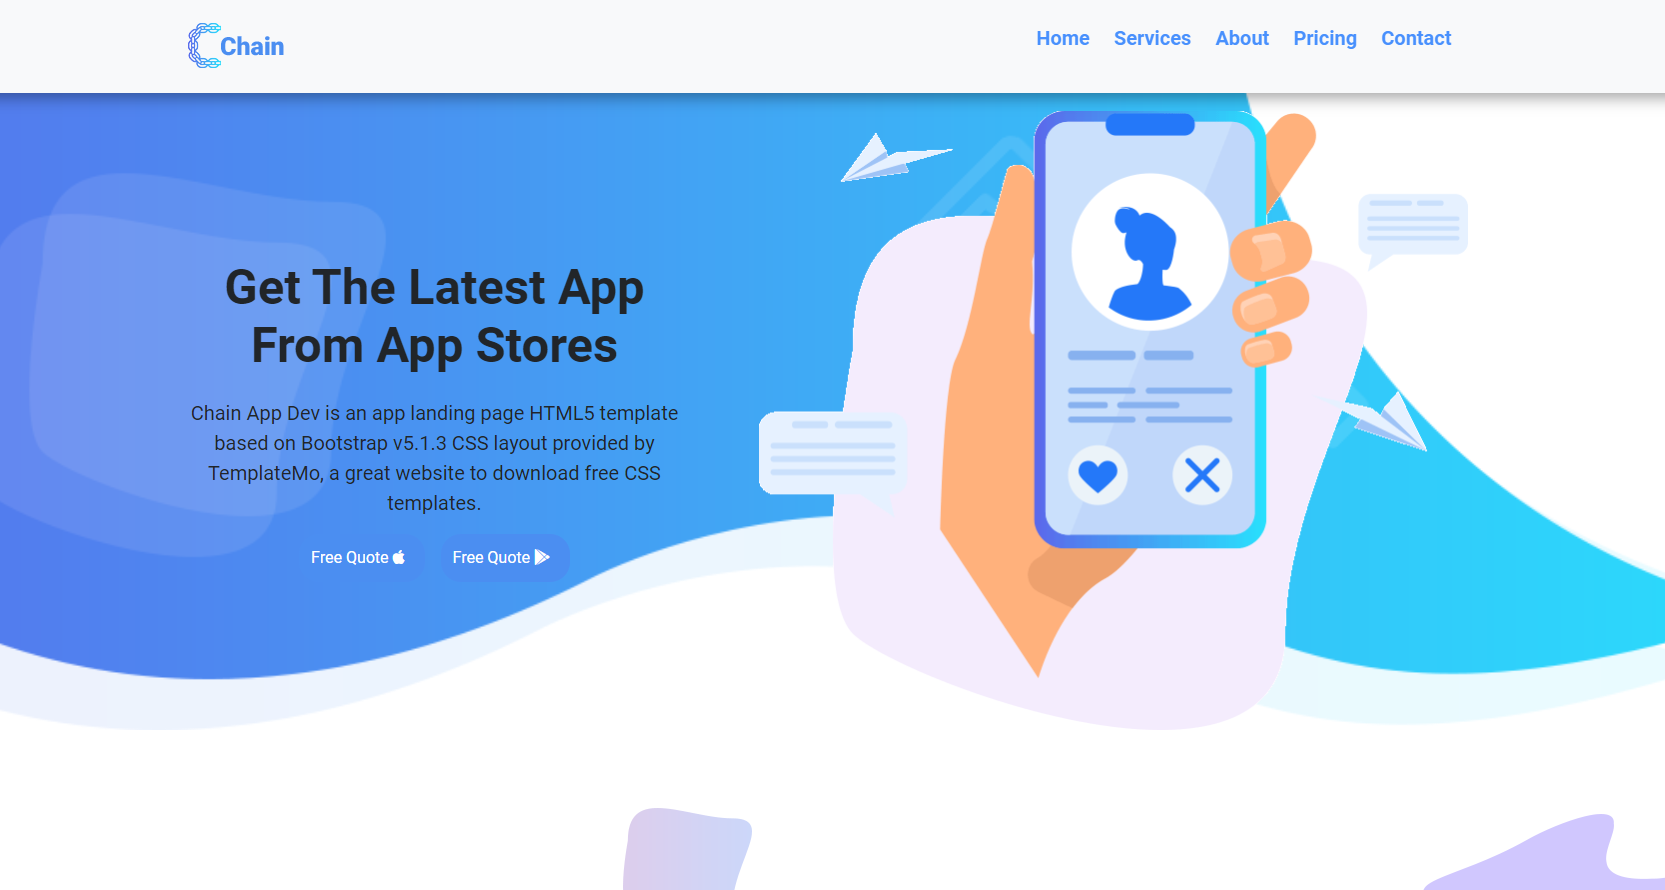 Chain
Home Services About Pricing Contact
Get The Latest App
From App Stores
Chain App Dev is an app landing page HTML5 template
based on Bootstrap v5.1.3 CSS layout provided by
TemplateMo, a great website to download free CSS
templates.
Free Quote Free Quote